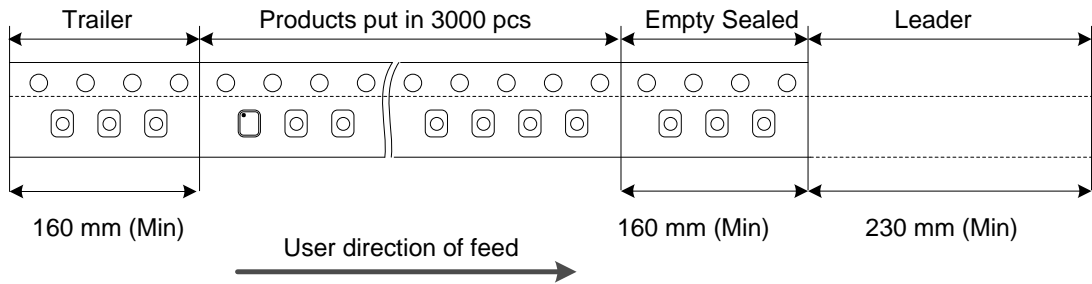 Trailer
Products put in 3000 pcs
Empty Sealed
Leader
160 mm (Min)
160 mm (Min)
230 mm (Min)
User direction of feed